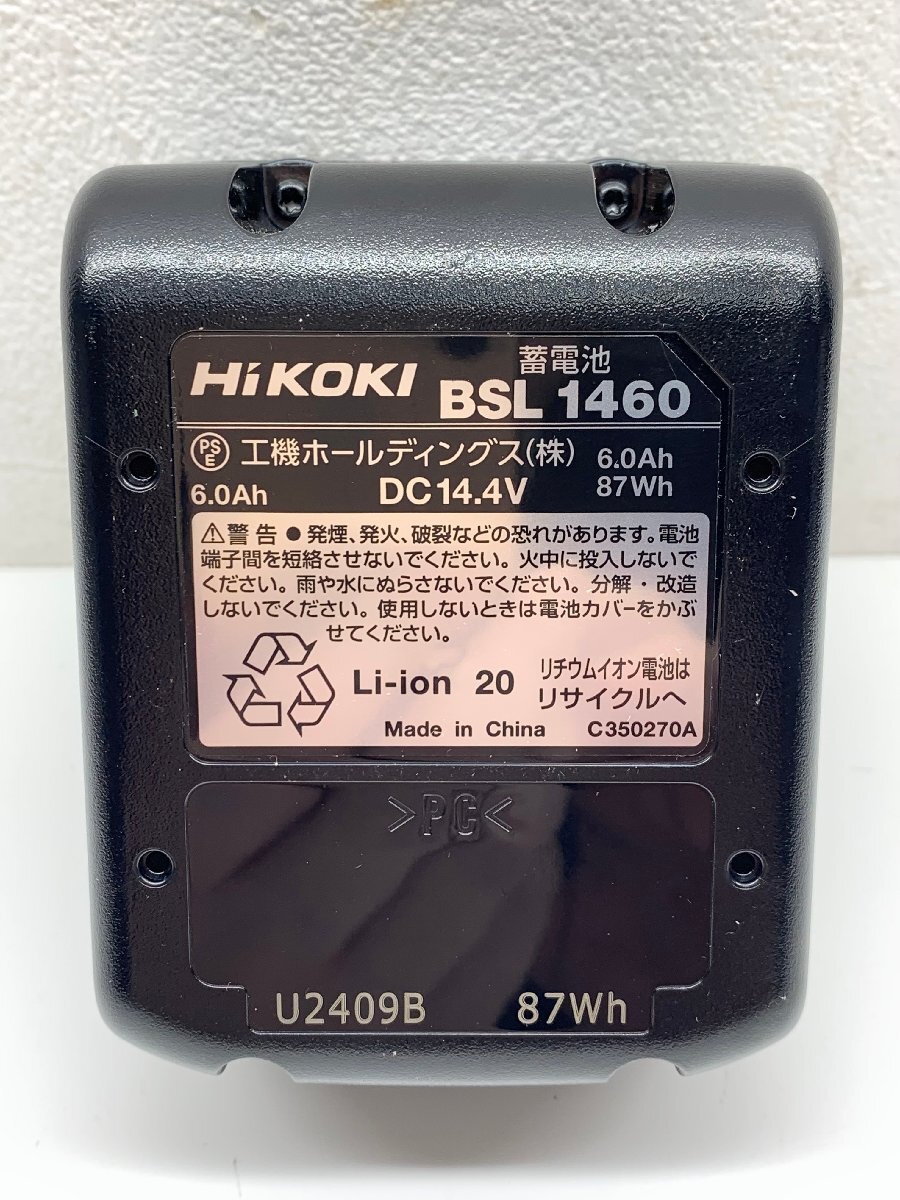 HiKOKI
蓄電池
BSL 1460
PSE 工機ホールディングス(株)
6.0Ah
87Wh
6.0Ah
DC14.4V
⚠警告 ● 発煙、発火、破裂などの恐れがあります。電池
端子間を短絡させないでください。火中に投入しないで
ください。雨や水にぬらさないでください。分解・改造
しないでください。使用しないときは電池カバーをかぶ
せてください。
Li-ion 20
リチウムイオン電池は
リサイクルへ
Made in China
C350270A
>PC<
U2409B 87Wh